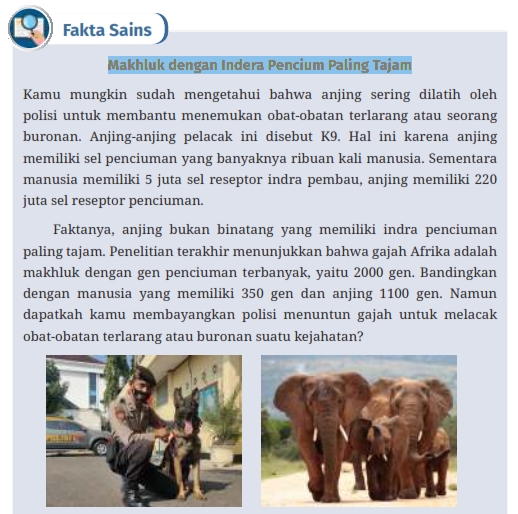 Fakta Sains
Makhluk dengan Indera Pencium Paling Tajam
Kamu mungkin sudah mengetahui bahwa anjing sering dilatih oleh
polisi untuk membantu menemukan obat-obatan terlarang atau seorang
buronan. Anjing-anjing pelacak ini disebut K9. Hal ini karena anjing
memiliki sel penciuman yang banyaknya ribuan kali manusia. Sementara
manusia memiliki 5 juta sel reseptor indra pembau, anjing memiliki 220
juta sel reseptor penciuman.
Faktanya, anjing bukan binatang yang memiliki indra penciuman
paling tajam. Penelitian terakhir menunjukkan bahwa gajah Afrika adalah
makhluk dengan gen penciuman terbanyak, yaitu 2000 gen. Bandingkan
dengan manusia yang memiliki 350 gen dan anjing 1100 gen. Namun
dapatkah kamu membayangkan polisi menuntun gajah untuk melacak
obat-obatan terlarang atau buronan suatu kejahatan?